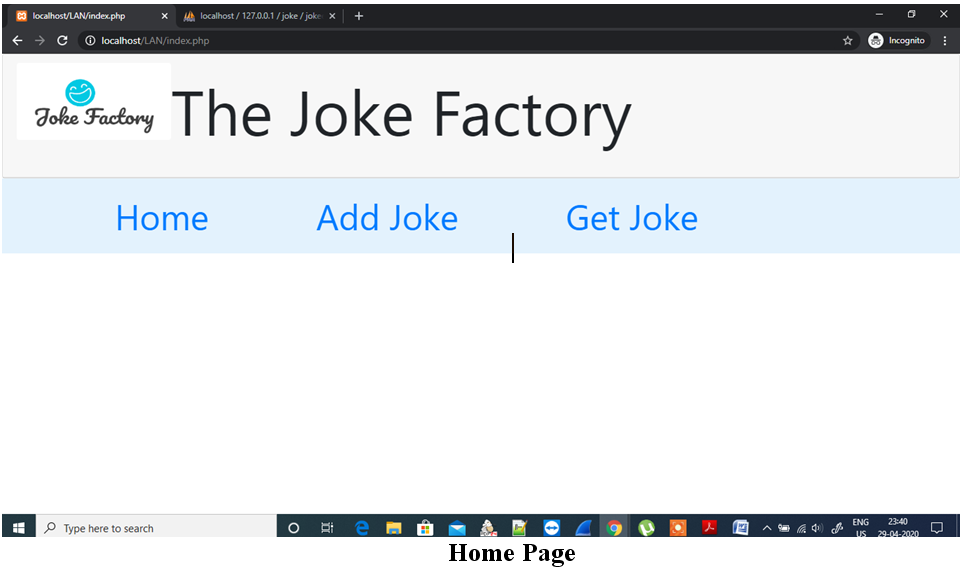 localhost/LAN/index.php
localhost / 127.0.0.1 / joke / joke
localhost/LAN/index.php
Incognito
Joke Factory
The Joke Factory
Home
Add Joke
Get Joke
Type here to search
ENG
US
23:40
29-04-2020
Home Page